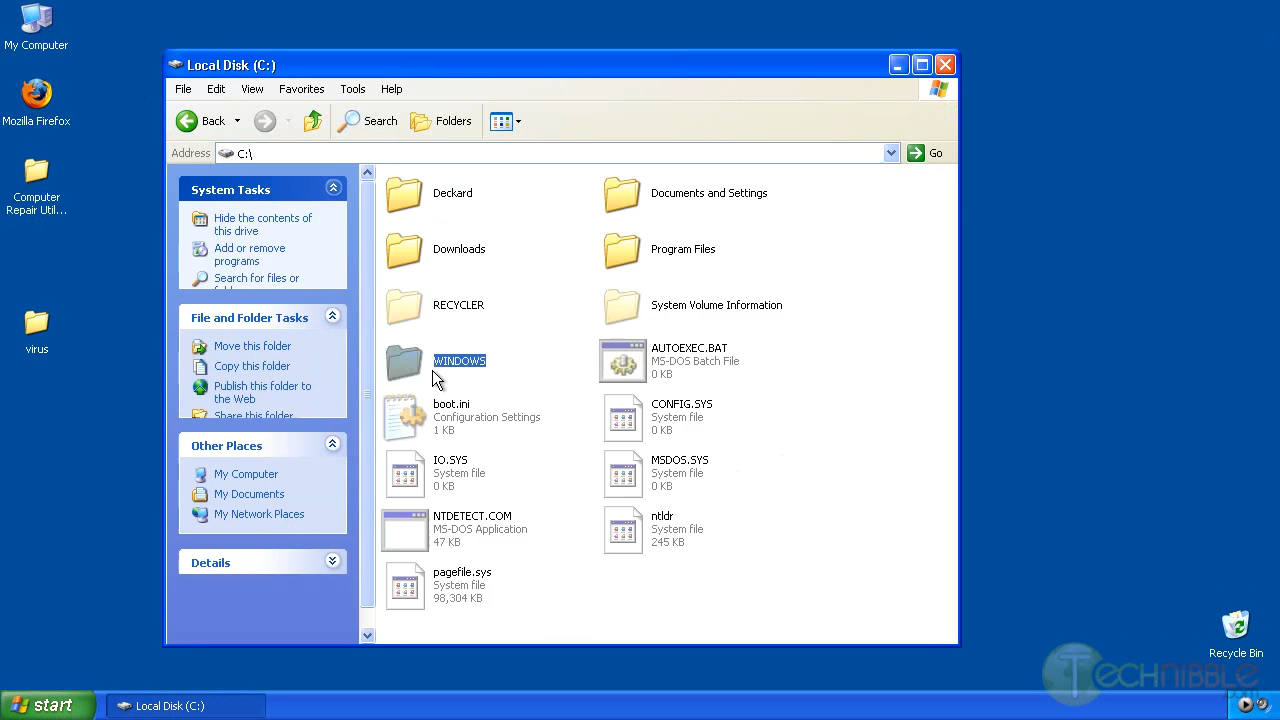 My Computer
Mozilla Firefox
Computer
Repair Util...
virus
Local Disk (C:)
File Edit View Favorites Tools Help
Back Search Folders
Address C:\ Go
System Tasks
Hide the contents of
this drive
Add or remove
programs
Search for files or
File and Folder Tasks
Move this folder
Copy this folder
Publish this folder to
the Web
Share this folder
Other Places
My Computer
My Documents
My Network Places
Details
Deckard
Documents and Settings
Downloads
Program Files
RECYCLER
System Volume Information
WINDOWS
AUTOEXEC.BAT
MS-DOS Batch File
0 KB
boot.ini
Configuration Settings
1 KB
CONFIG.SYS
System file
0 KB
IO.SYS
System file
0 KB
MSDOS.SYS
System file
0 KB
NTDETECT.COM
MS-DOS Application
47 KB
ntldr
System file
245 KB
pagefile.sys
System file
98,304 KB
Recycle Bin
TECHNIBBLE
.com
start
Local Disk (C:)